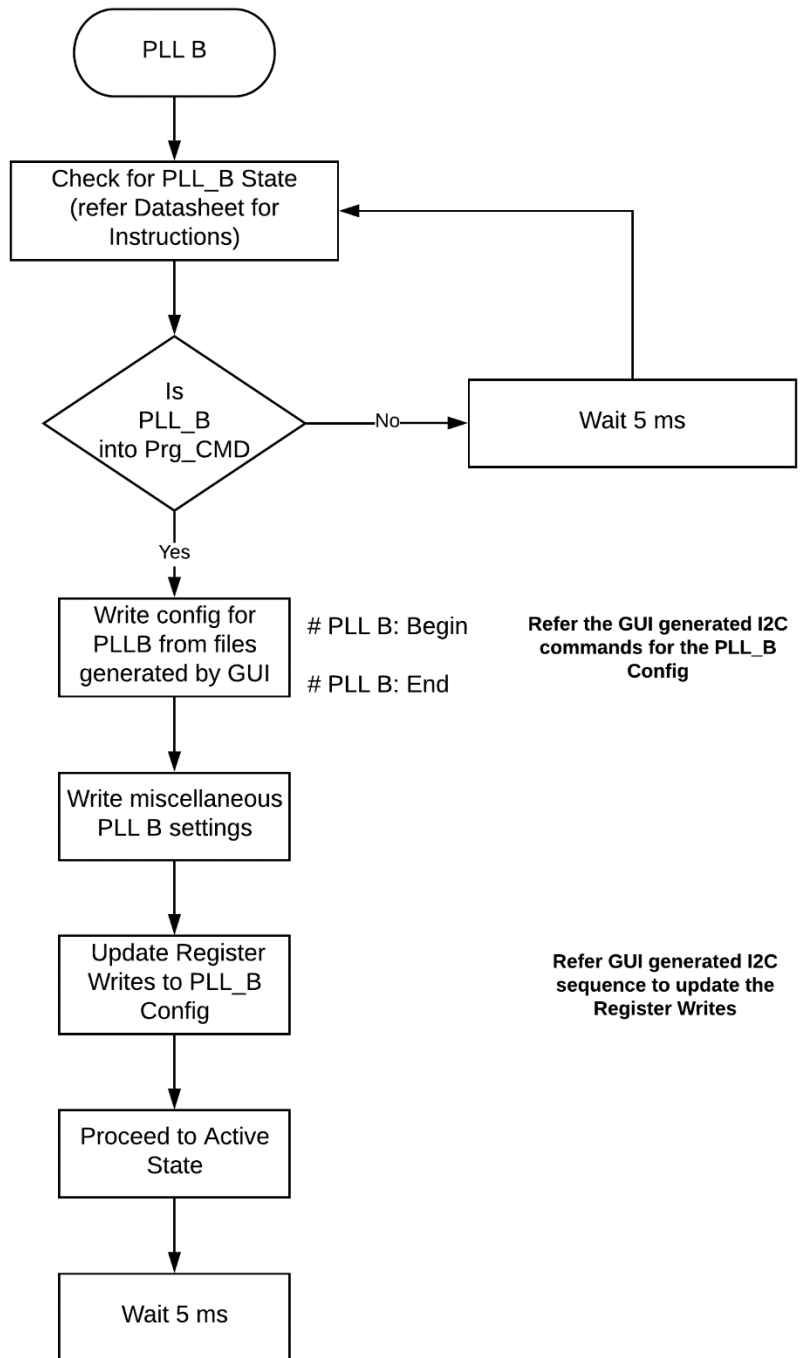 PLL B
Check for PLL_B State
(refer Datasheet for
Instructions)
Is
PLL_B
into Prg_CMD
No
Wait 5 ms
Yes
Write config for
PLLB from files
generated by GUI
# PLL B: Begin
# PLL B: End
Refer the GUI generated I2C
commands for the PLL_B
Config
Write miscellaneous
PLL B settings
Update Register
Writes to PLL_B
Config
Refer GUI generated I2C
sequence to update the
Register Writes
Proceed to Active
State
Wait 5 ms